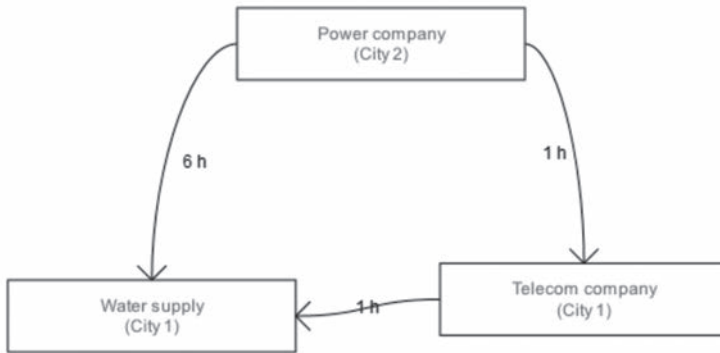 Power company
(City 2)
6 h
1 h
Telecom company
(City 1)
Water supply
(City 1)
1 h